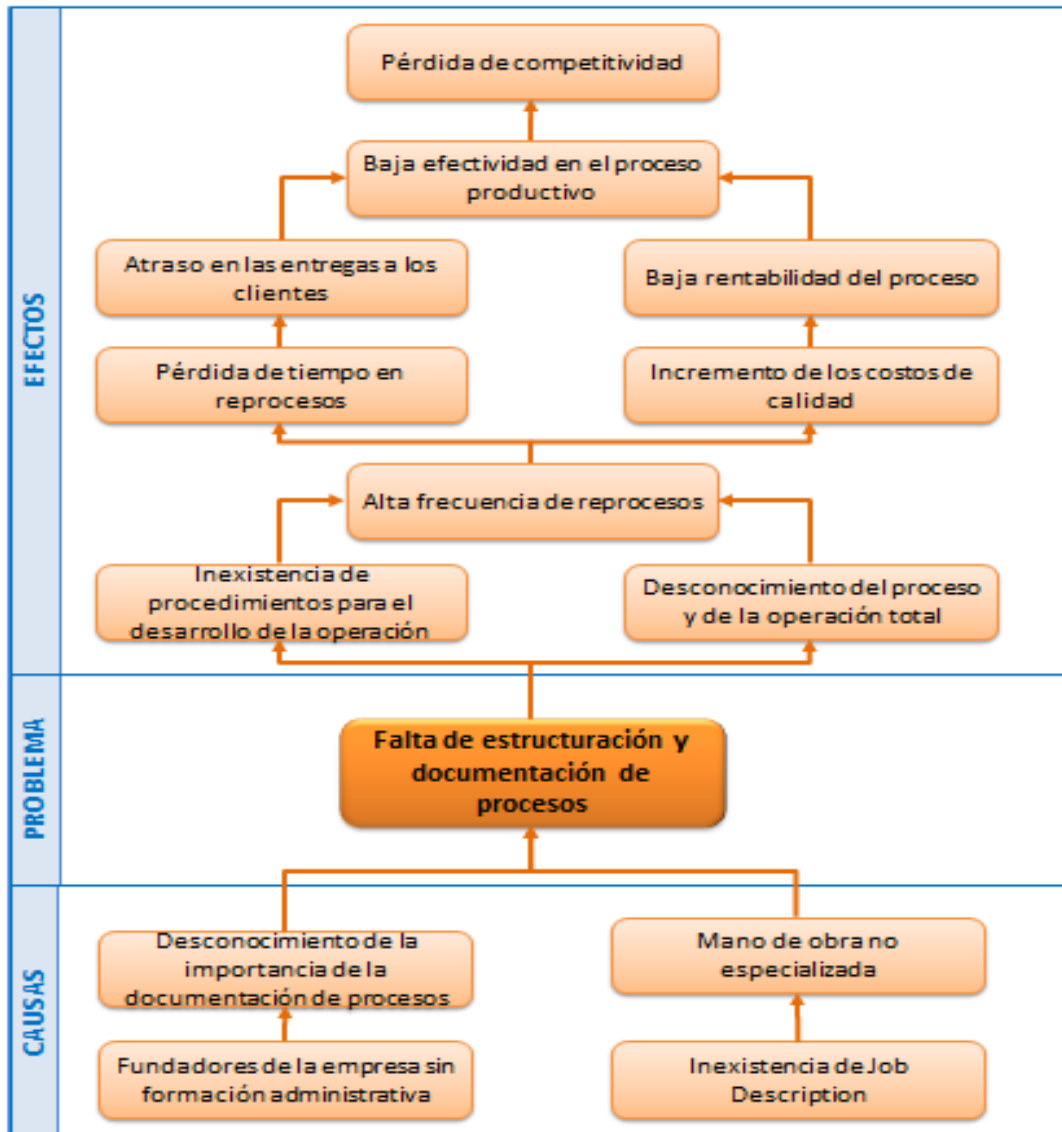 EFECTOS
Pérdida de competitividad
Baja efectividad en el proceso
productivo
Atraso en las entregas a los
clientes
Baja rentabilidad del proceso
Pérdida de tiempo en
reprocesos
Incremento de los costos de
calidad
Alta frecuencia de reprocesos
Inexistencia de
procedimientos para el
desarrollo de la operación
Desconocimiento del proceso
y de la operación total
PROBLEMA
Falta de estructuración y
documentación de
procesos
CAUSAS
Desconocimiento de la
importancia de la
documentación de procesos
Mano de obra no
especializada
Fundadores de la empresa sin
formación administrativa
Inexistencia de Job
Description